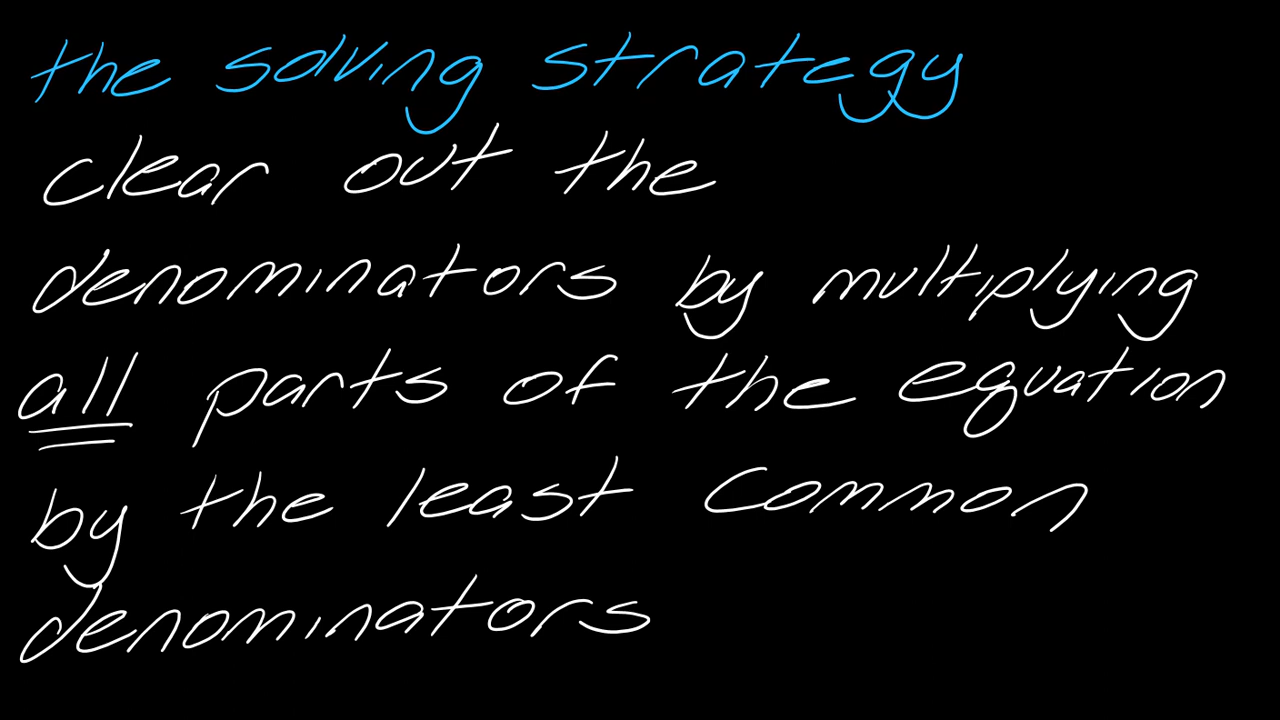 the solving strategy
clear out the
denominators by multiplying
all parts of the equation
by the least common
denominators